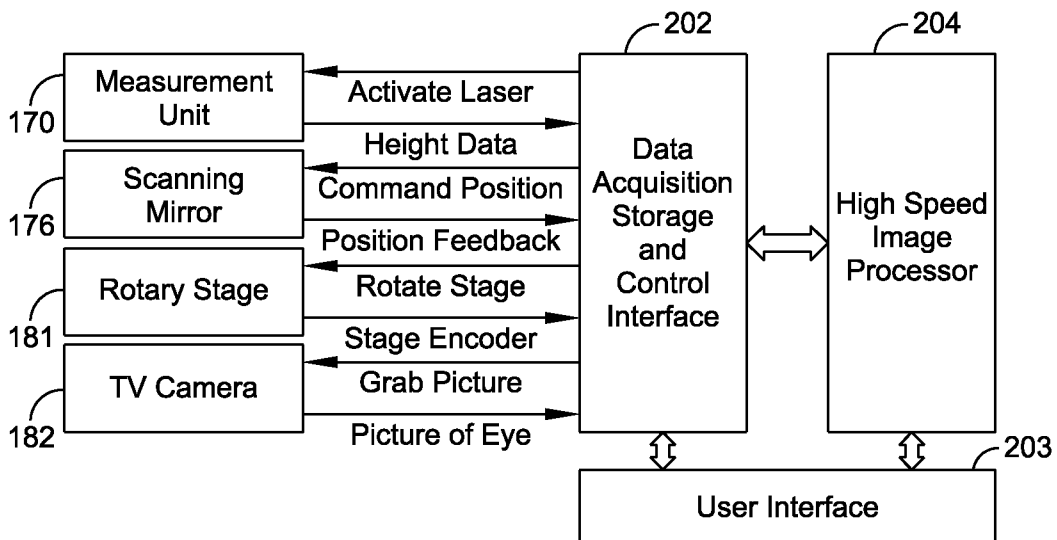 202
204
Measurement
Unit
170
Activate Laser
Height Data
Scanning
Mirror
176
Command Position
Position Feedback
Rotary Stage
181
Rotate Stage
Stage Encoder
TV Camera
182
Grab Picture
Picture of Eye
Data
Acquisition
Storage
and
Control
Interface
High Speed
Image
Processor
203
User Interface